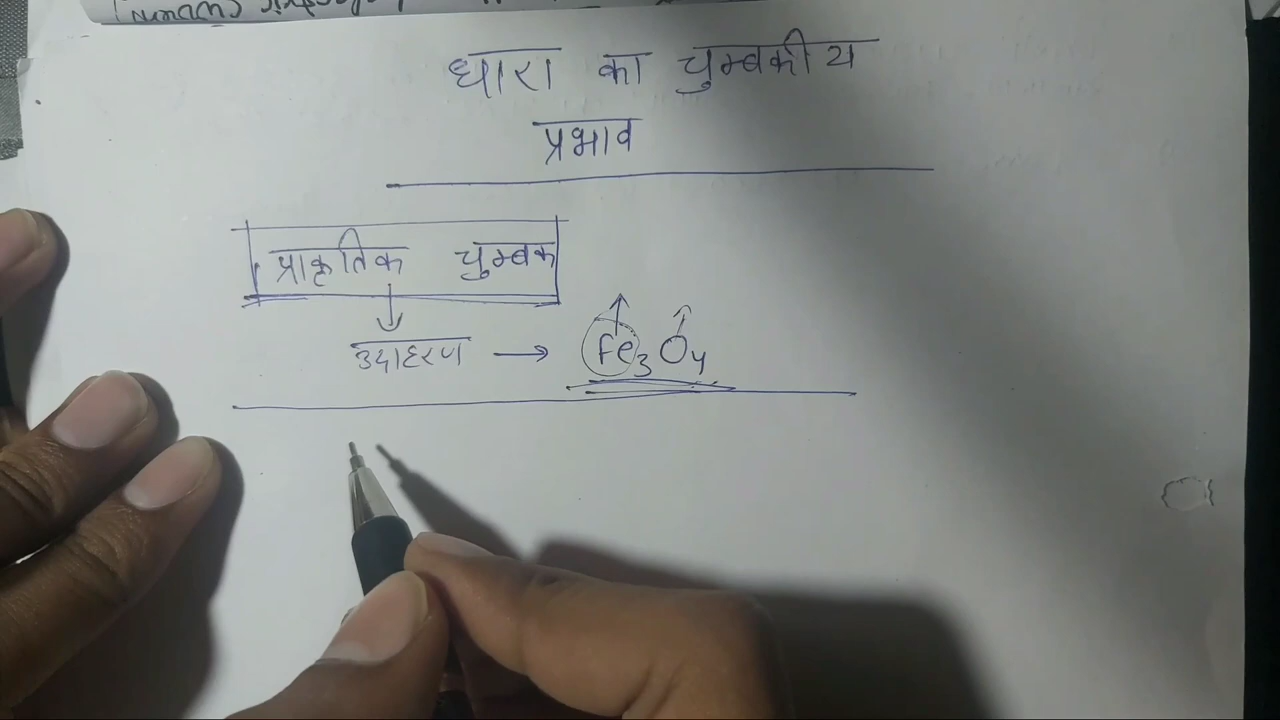 धारा का चुम्बकीय
प्रभाव
प्राकृतिक चुम्बक
उदाहरण → Fe₃O₄